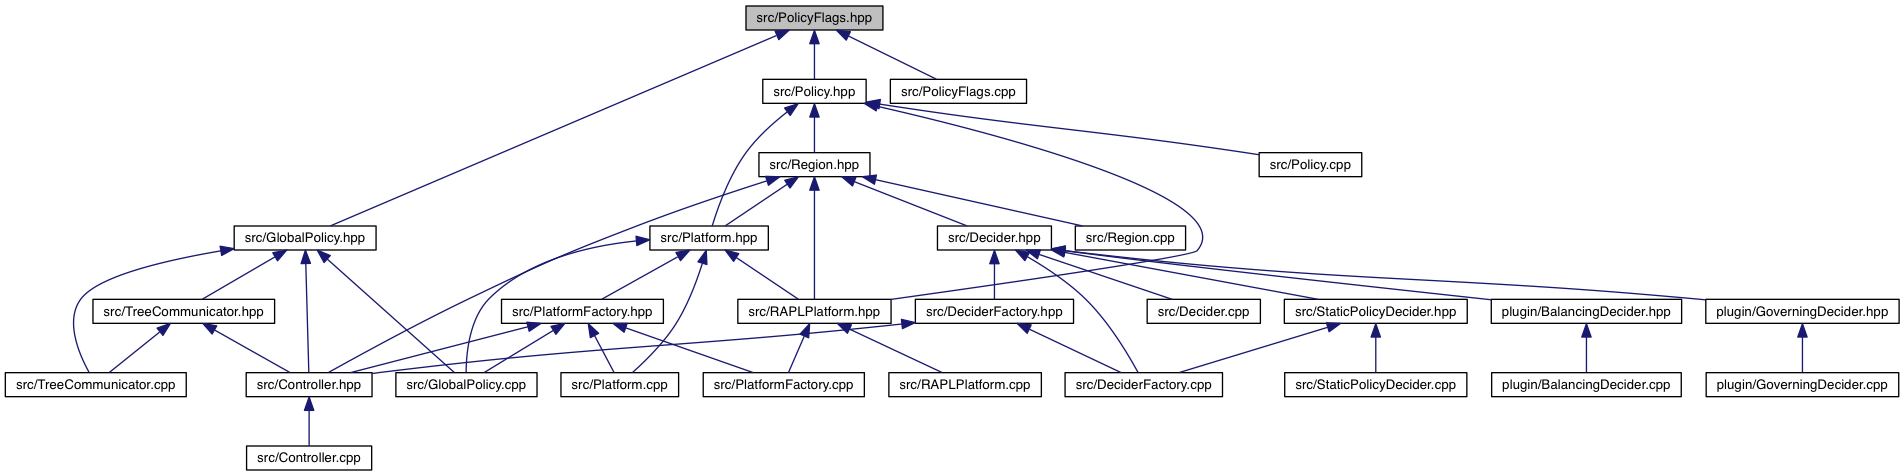 src/PolicyFlags.hpp
src/Policy.hpp
src/PolicyFlags.cpp
src/Region.hpp
src/Policy.cpp
src/GlobalPolicy.hpp
src/Platform.hpp
src/Decider.hpp
src/Region.cpp
src/TreeCommunicator.hpp
src/PlatformFactory.hpp
src/RAPLPlatform.hpp
src/DeciderFactory.hpp
src/Decider.cpp
src/StaticPolicyDecider.hpp
plugin/BalancingDecider.hpp
plugin/GoverningDecider.hpp
src/TreeCommunicator.cpp
src/Controller.hpp
src/GlobalPolicy.cpp
src/Platform.cpp
src/PlatformFactory.cpp
src/RAPLPlatform.cpp
src/DeciderFactory.cpp
src/StaticPolicyDecider.cpp
plugin/BalancingDecider.cpp
plugin/GoverningDecider.cpp
src/Controller.cpp